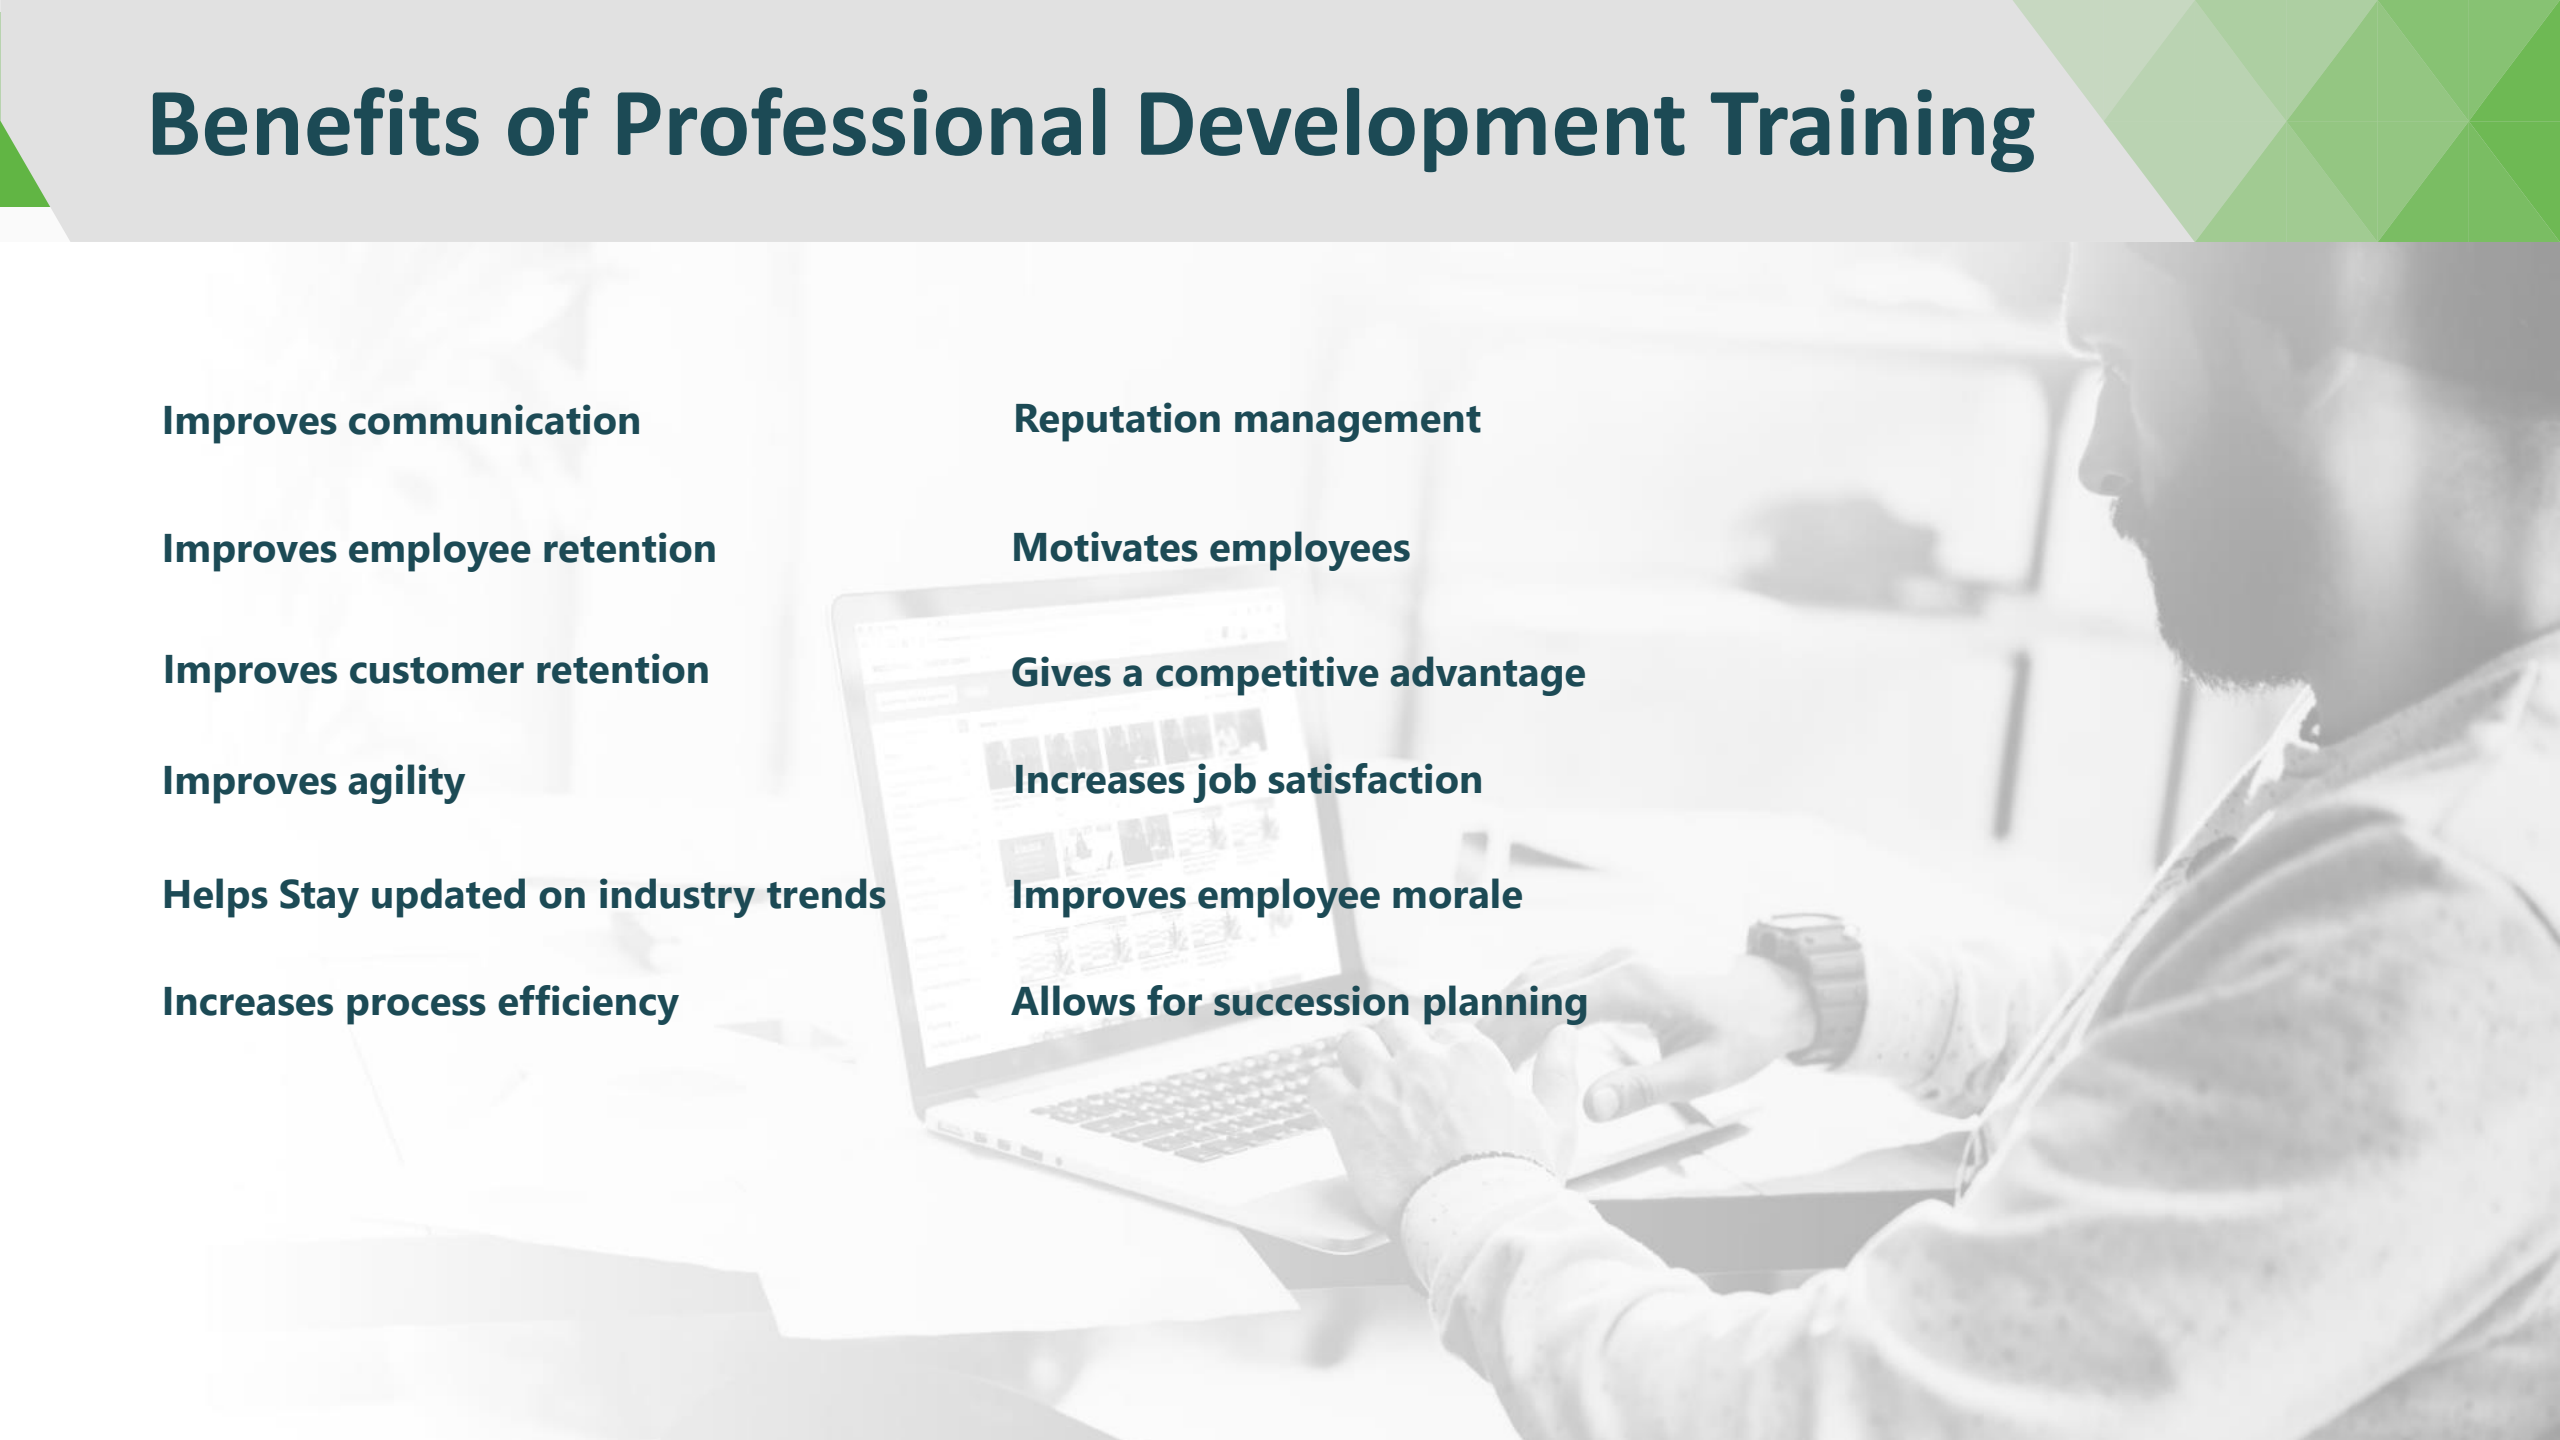 Benefits of Professional Development Training
Improves communication
Improves employee retention
Improves customer retention
Improves agility
Helps Stay updated on industry trends
Increases process efficiency
Reputation management
Motivates employees
Gives a competitive advantage
Increases job satisfaction
Improves employee morale
Allows for succession planning